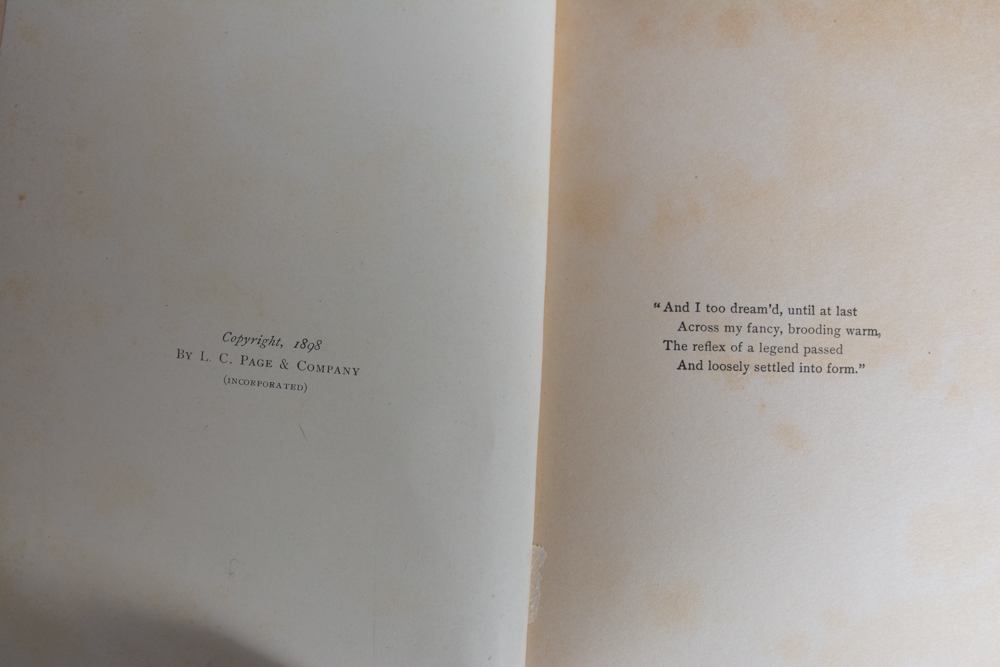 Copyright, 1898
By L. C. Page & Company
(INCORPORATED)
“And I too dream'd, until at last
Across my fancy, brooding warm,
The reflex of a legend passed
And loosely settled into form.”